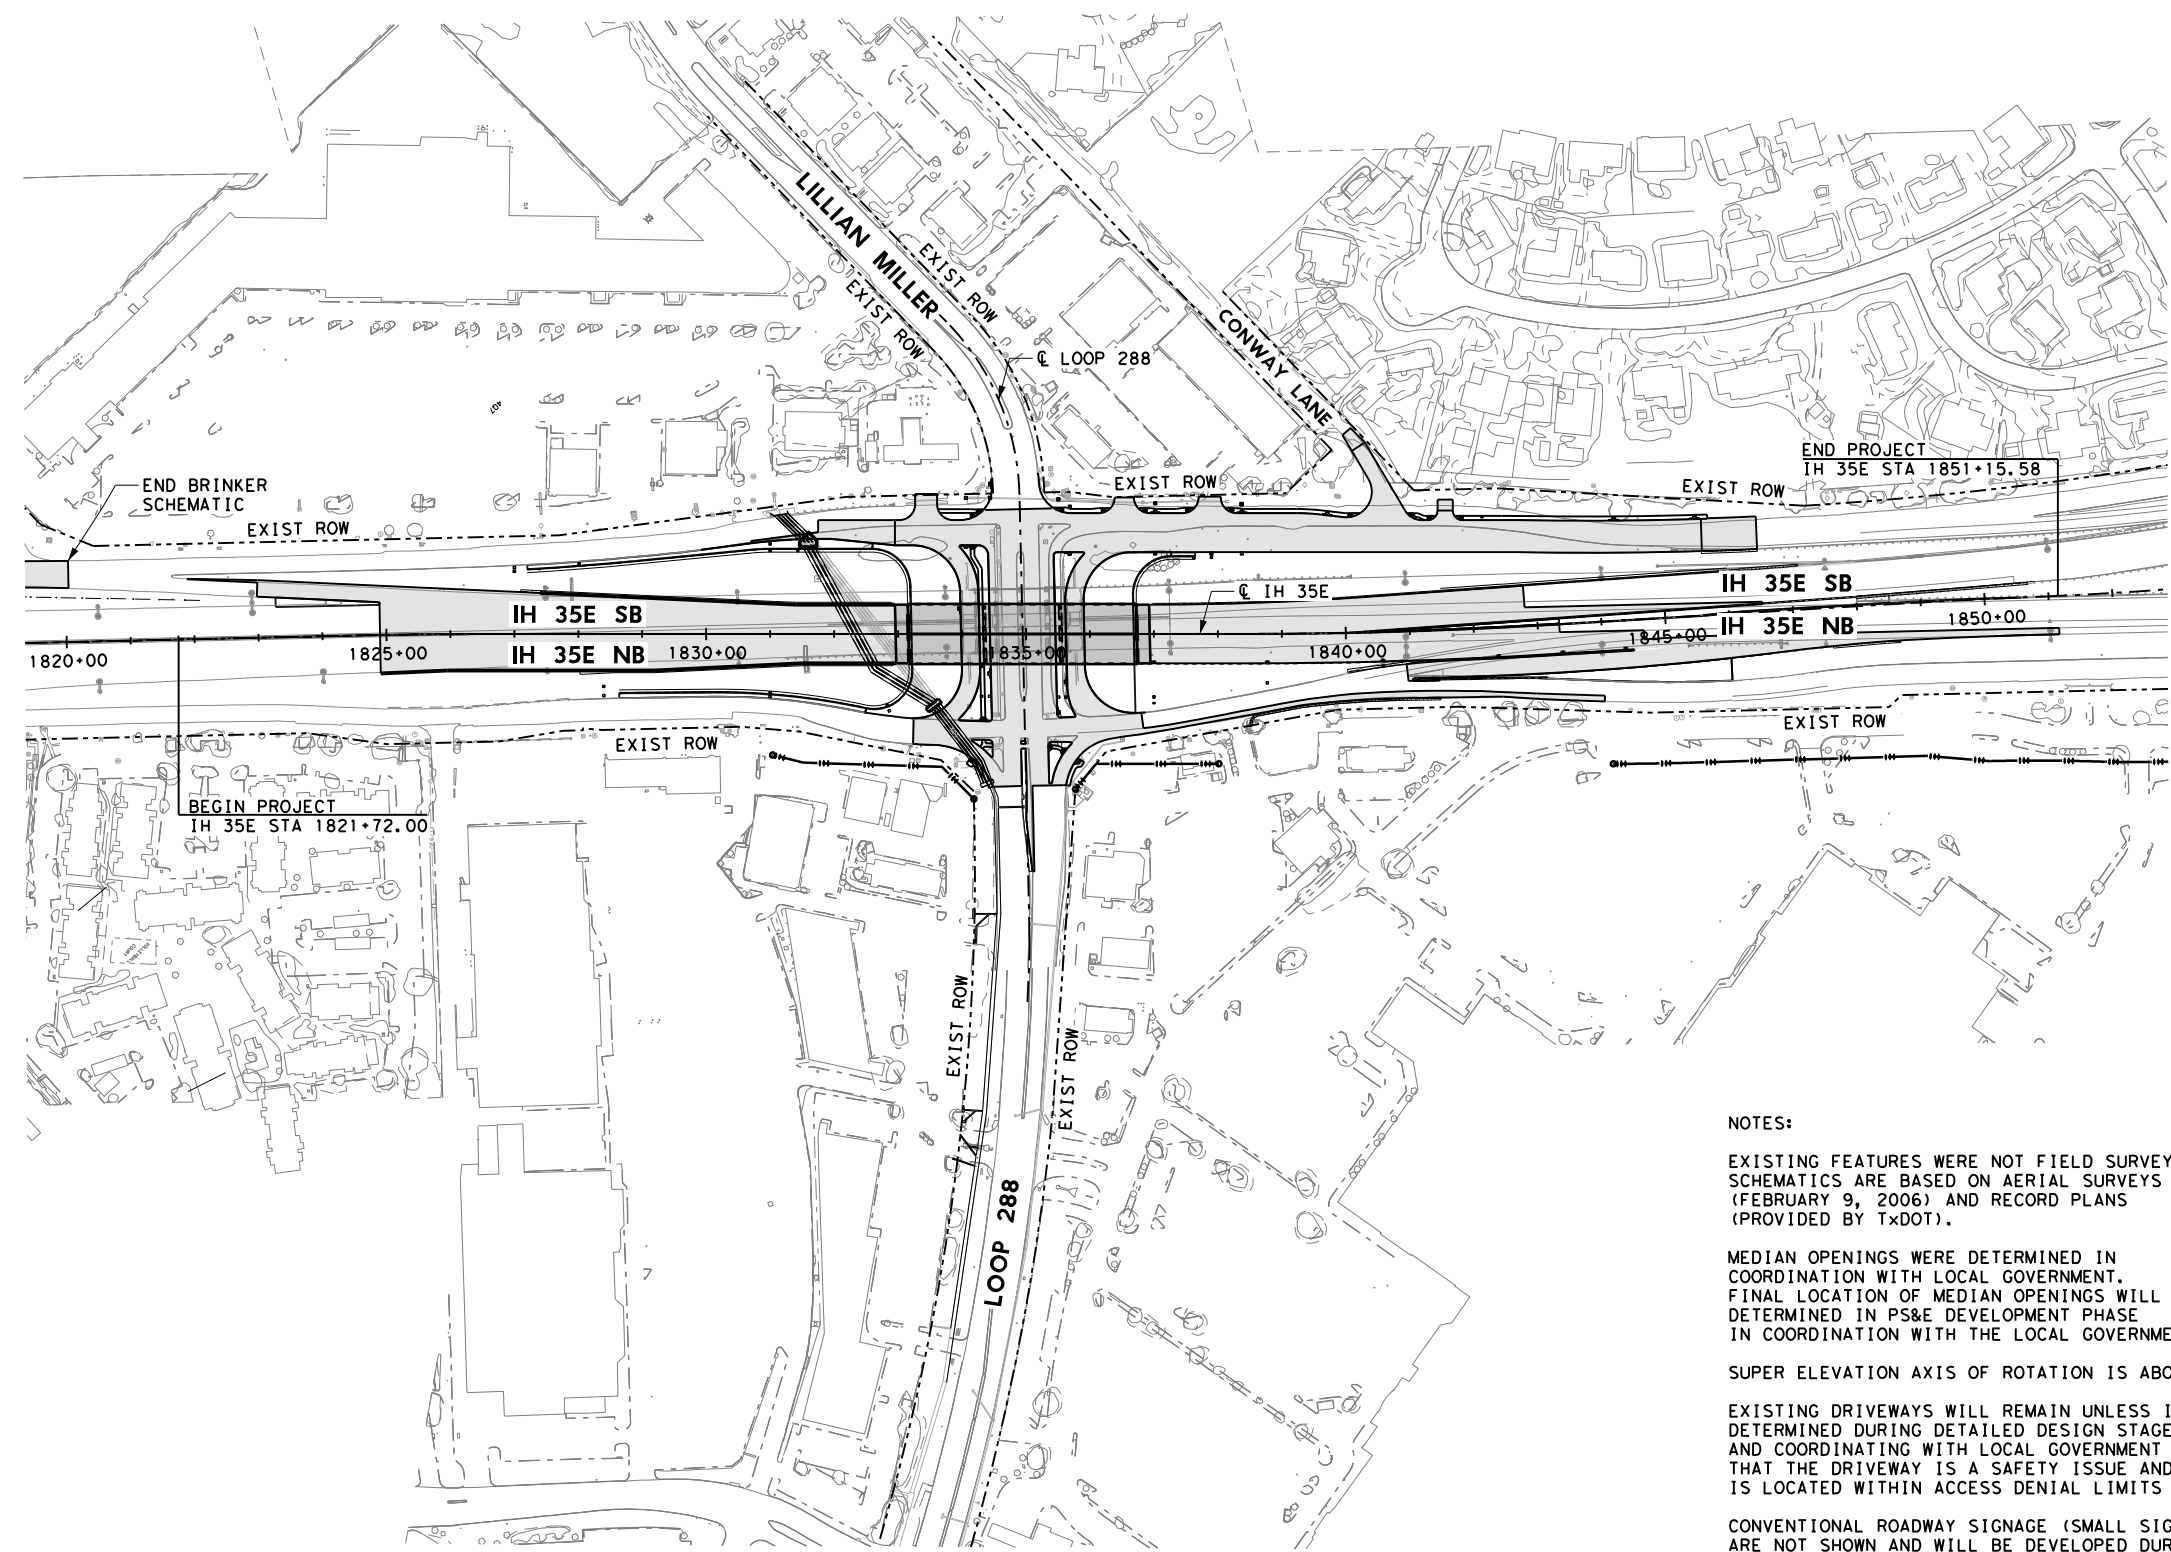 LILLIAN MILLER
EXIST ROW
EXIST ROW
℄ LOOP 288
CONWAY LANE
END PROJECT
IH 35E STA 1851+15.58
END BRINKER
SCHEMATIC
EXIST ROW
EXIST ROW
EXIST ROW
IH 35E SB
℄ IH 35E
IH 35E SB
IH 35E NB
IH 35E NB
1820+00
1825+00
1830+00
1835+00
1840+00
1845+00
1850+00
EXIST ROW
EXIST ROW
BEGIN PROJECT
IH 35E STA 1821+72.00
EXIST ROW
EXIST ROW
LOOP 288
NOTES:
EXISTING FEATURES WERE NOT FIELD SURVEY
SCHEMATICS ARE BASED ON AERIAL SURVEYS
(FEBRUARY 9, 2006) AND RECORD PLANS
(PROVIDED BY TxDOT).
MEDIAN OPENINGS WERE DETERMINED IN
COORDINATION WITH LOCAL GOVERNMENT.
FINAL LOCATION OF MEDIAN OPENINGS WILL
DETERMINED IN PS&E DEVELOPMENT PHASE
IN COORDINATION WITH THE LOCAL GOVERNME
SUPER ELEVATION AXIS OF ROTATION IS ABO
EXISTING DRIVEWAYS WILL REMAIN UNLESS I
DETERMINED DURING DETAILED DESIGN STAGE
AND COORDINATING WITH LOCAL GOVERNMENT
THAT THE DRIVEWAY IS A SAFETY ISSUE AND
IS LOCATED WITHIN ACCESS DENIAL LIMITS
CONVENTIONAL ROADWAY SIGNAGE (SMALL SIG
ARE NOT SHOWN AND WILL BE DEVELOPED DUR